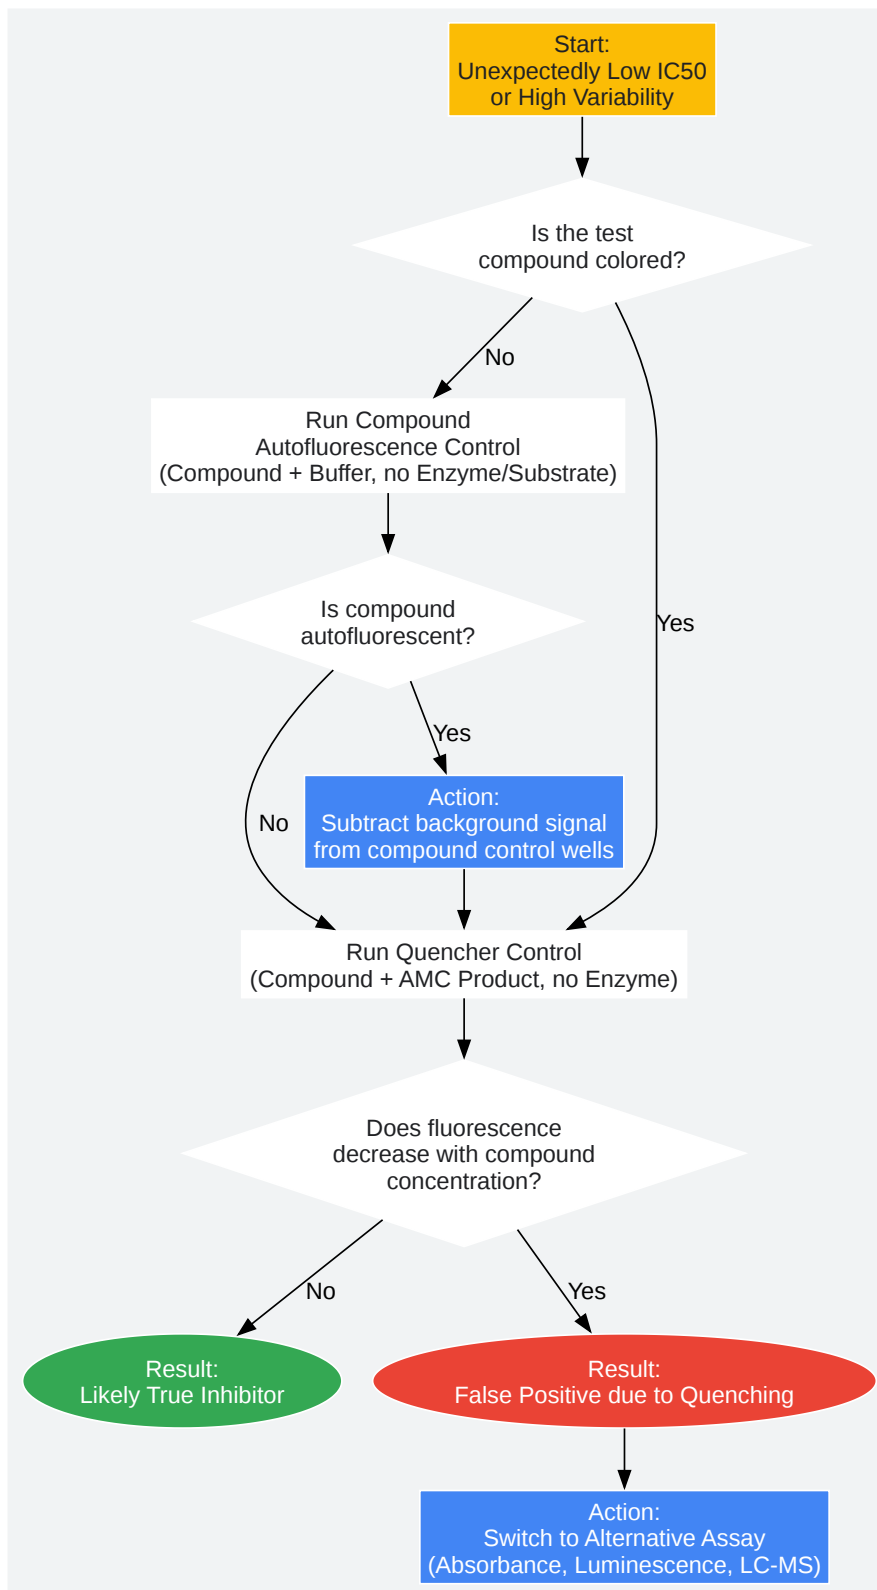 Start:
Unexpectedly Low IC50
or High Variability
Is the test
compound colored?
No
Run Compound
Autofluorescence Control
(Compound + Buffer, no Enzyme/Substrate)
Is compound
autofluorescent?
Yes
Yes
Action:
Subtract background signal
from compound control wells
No
Run Quencher Control
(Compound + AMC Product, no Enzyme)
Does fluorescence
decrease with compound
concentration?
No
Yes
Result:
Likely True Inhibitor
Result:
False Positive due to Quenching
Action:
Switch to Alternative Assay
(Absorbance, Luminescence, LC-MS)